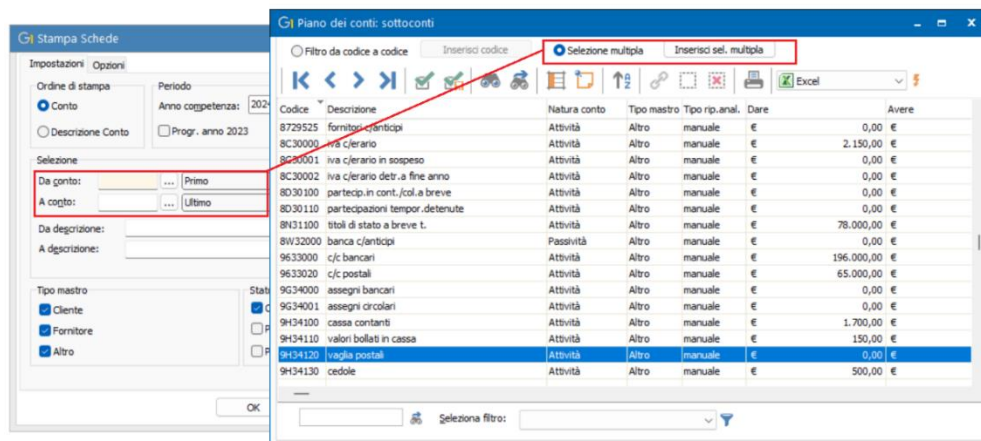 Stampa Schede
Impostazioni Opzioni
Ordine di stampa
Conto
Descrizione Conto
Periodo
Anno competenza: 2024
Progr. anno 2023
Selezione
Da conto: ... Primo
A conto: ... Ultimo
Da descrizione:
A descrizione:
Tipo mastro
Cliente
Fornitore
Altro
OK
Piano dei conti: sottoconti
Filtro da codice a codice Inserisci codice Selezione multipla Inserisci sel. multipla
Excel
Codice Descrizione Natura conto Tipo mastro Tipo rip.anal. Dare Avere
8729525 fornitori c/anticipi Attività Altro manuale € 0,00 €
8C30000 iva c/erario Attività Altro manuale € 2.150,00 €
8C30001 iva c/erario in sospeso Attività Altro manuale € 0,00 €
8C30002 iva c/erario detr.a fine anno Attività Altro manuale € 0,00 €
8D30100 partecip.in cont./col.a breve Attività Altro manuale € 0,00 €
8D30110 partecipazioni tempor.detenute Attività Altro manuale € 0,00 €
8N31100 titoli di stato a breve t. Attività Altro manuale € 78.000,00 €
8W32000 banca c/anticipi Passività Altro manuale € 0,00 €
9633000 c/c bancari Attività Altro manuale € 196.000,00 €
9633020 c/c postali Attività Altro manuale € 65.000,00 €
9G34000 assegni bancari Attività Altro manuale € 0,00 €
9G34001 assegni circolari Attività Altro manuale € 0,00 €
9H34100 cassa contanti Attività Altro manuale € 1.700,00 €
9H34110 valori bollati in cassa Attività Altro manuale € 150,00 €
9H34120 vaglia postali Attività Altro manuale € 0,00 €
9H34130 cedole Attività Altro manuale € 500,00 €
Seleziona filtro: